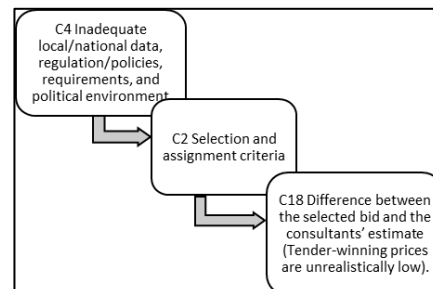 C4 Inadequate
local/national data,
regulation/policies,
requirements, and
political environment
C2 Selection and
assignment criteria
C18 Difference between
the selected bid and the
consultants' estimate
(Tender-winning prices
are unrealistically low).